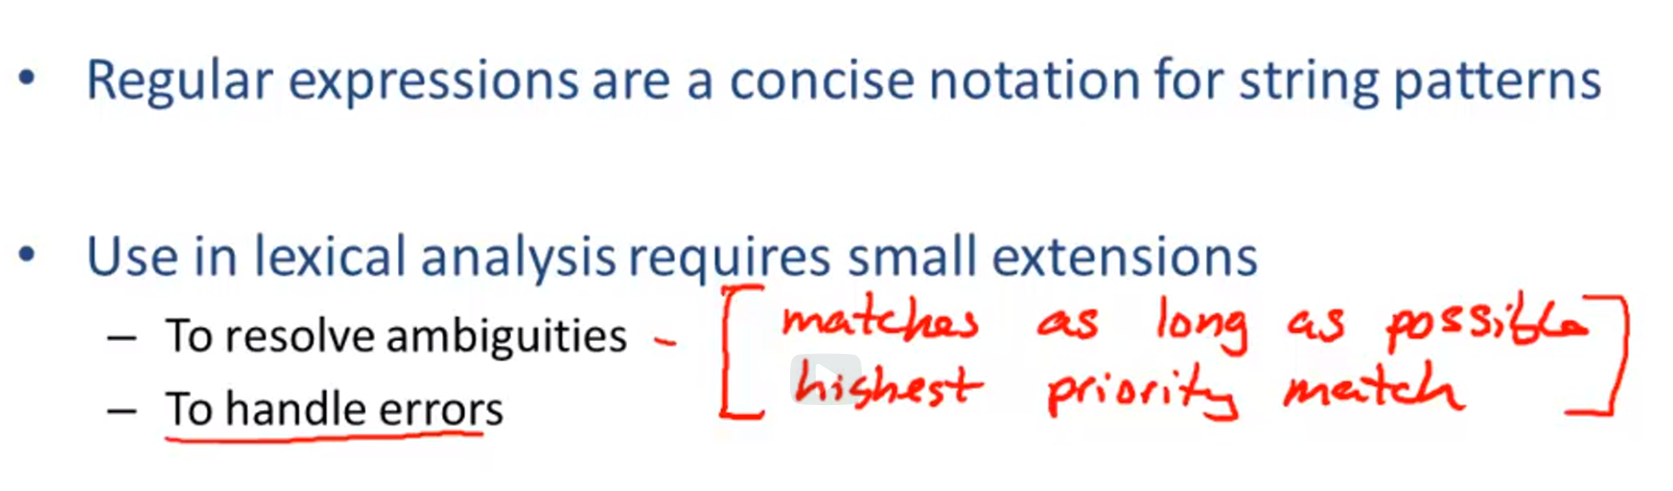 • Regular expressions are a concise notation for string patterns
• Use in lexical analysis requires small extensions
– To resolve ambiguities - [ matches as long as possible
highest priority match ]
– To handle errors